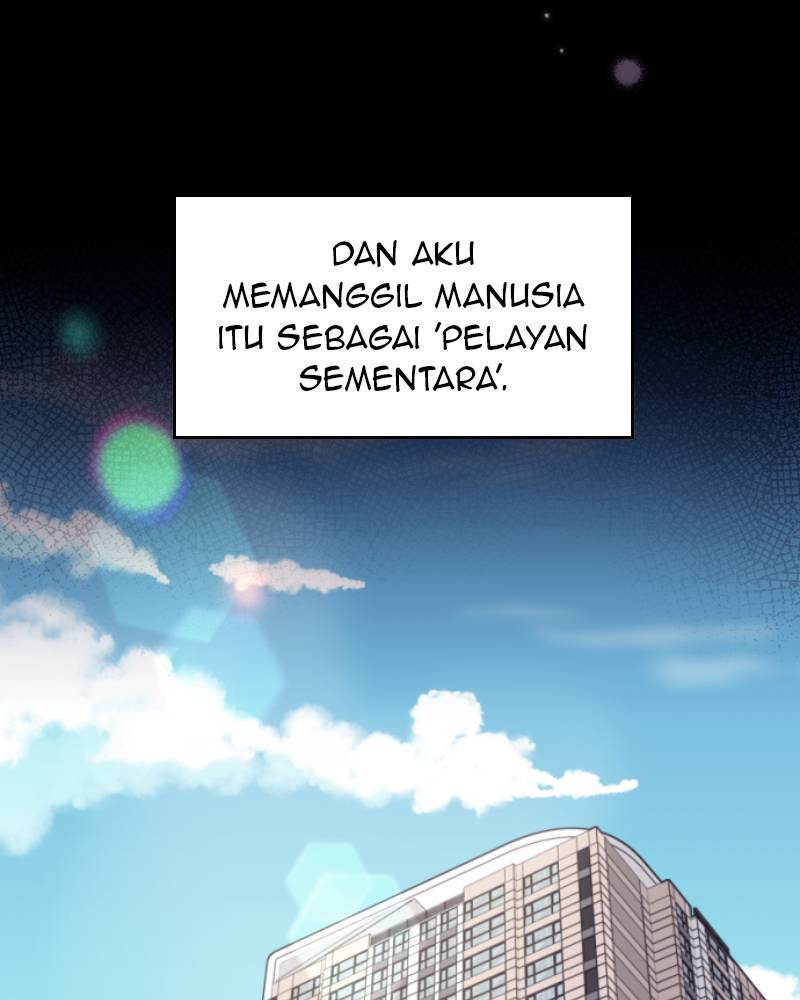 DAN AKU
MEMANGGIL MANUSIA
ITU SEBAGAI 'PELAYAN
SEMENTARA'.